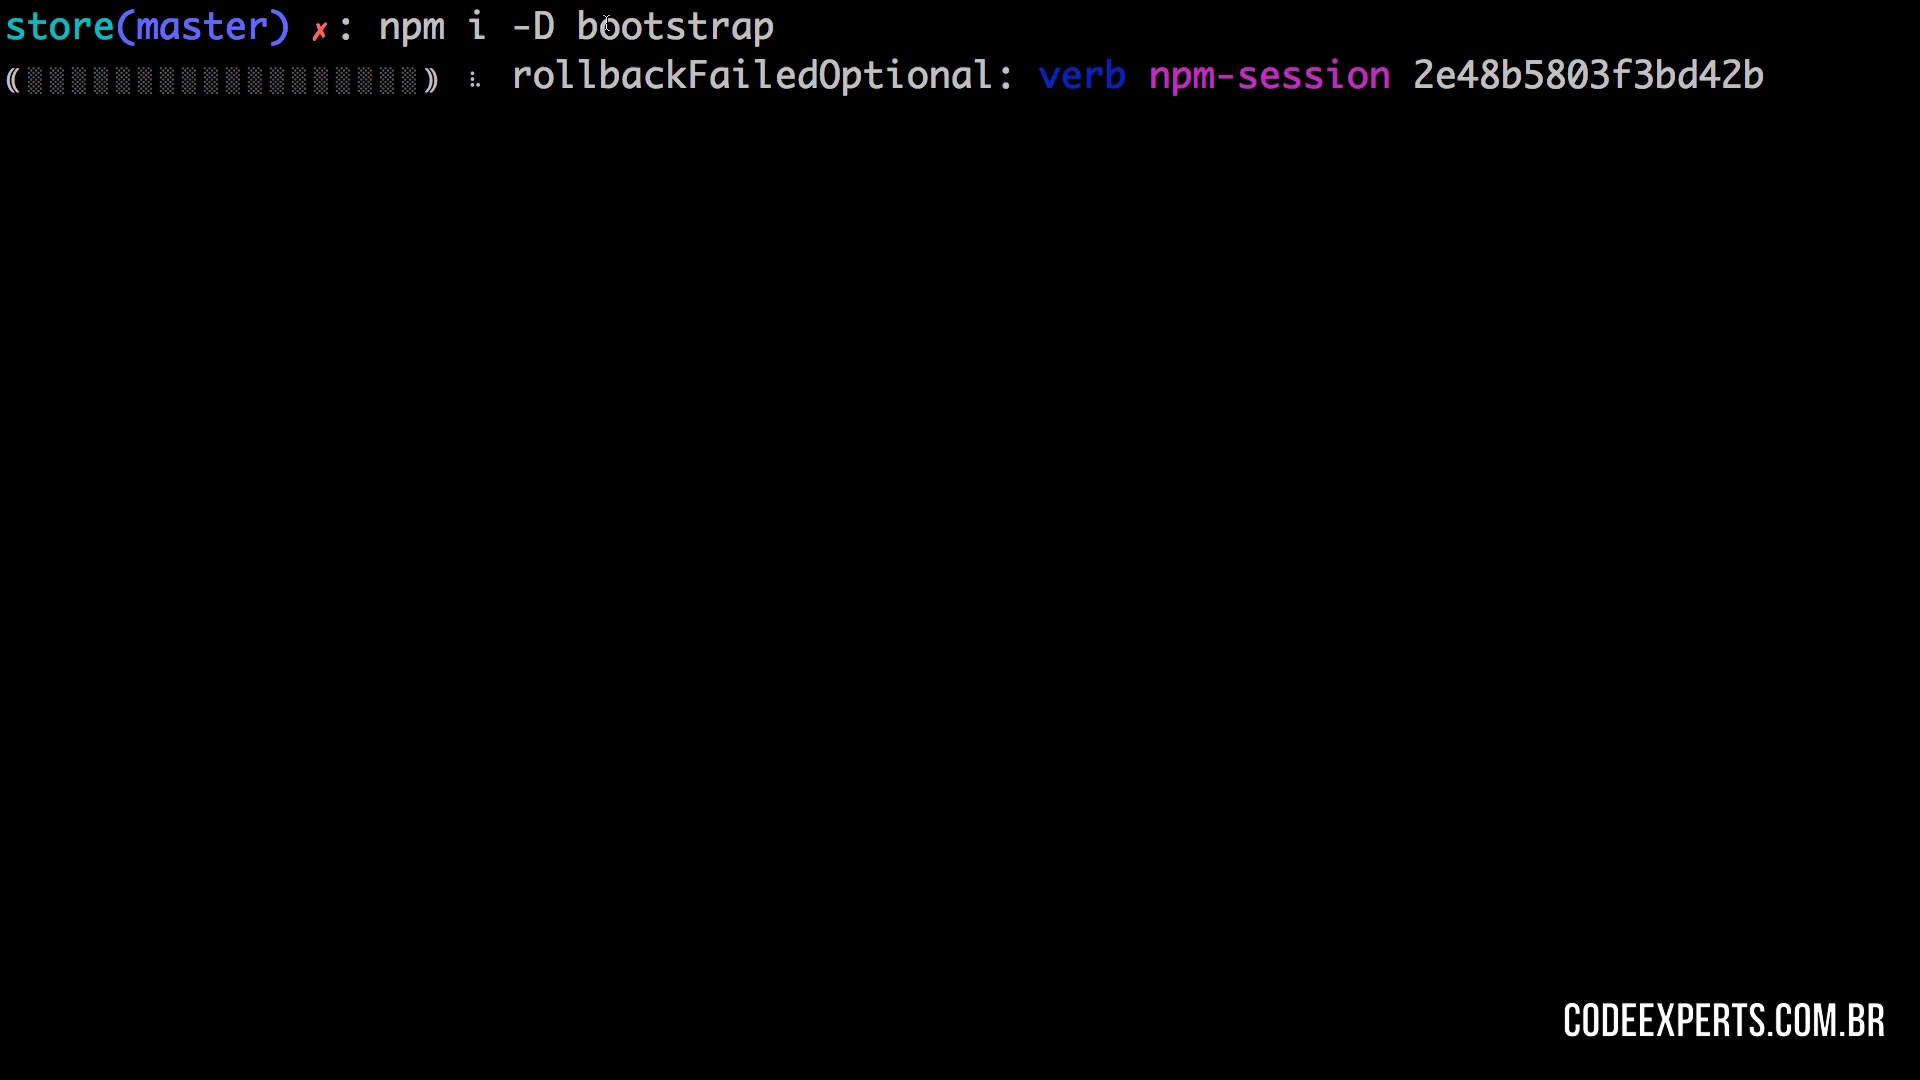 store(master) ✗: npm i -D bootstrap
(░░░░░░░░░░░░░░░░░░) ⠧ rollbackFailedOptional: verb npm-session 2e48b5803f3bd42b
CODEEXPERTS.COM.BR